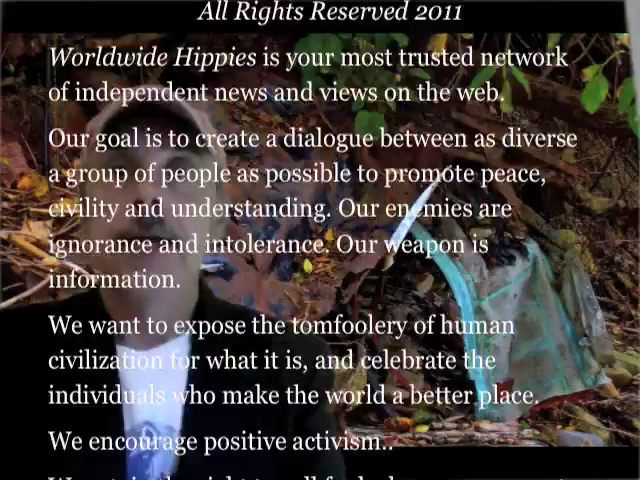 All Rights Reserved 2011
Worldwide Hippies is your most trusted network
of independent news and views on the web.
Our goal is to create a dialogue between as diverse
a group of people as possible to promote peace,
civility and understanding. Our enemies are
ignorance and intolerance. Our weapon is
information.
We want to expose the tomfoolery of human
civilization for what it is, and celebrate the
individuals who make the world a better place.
We encourage positive activism..